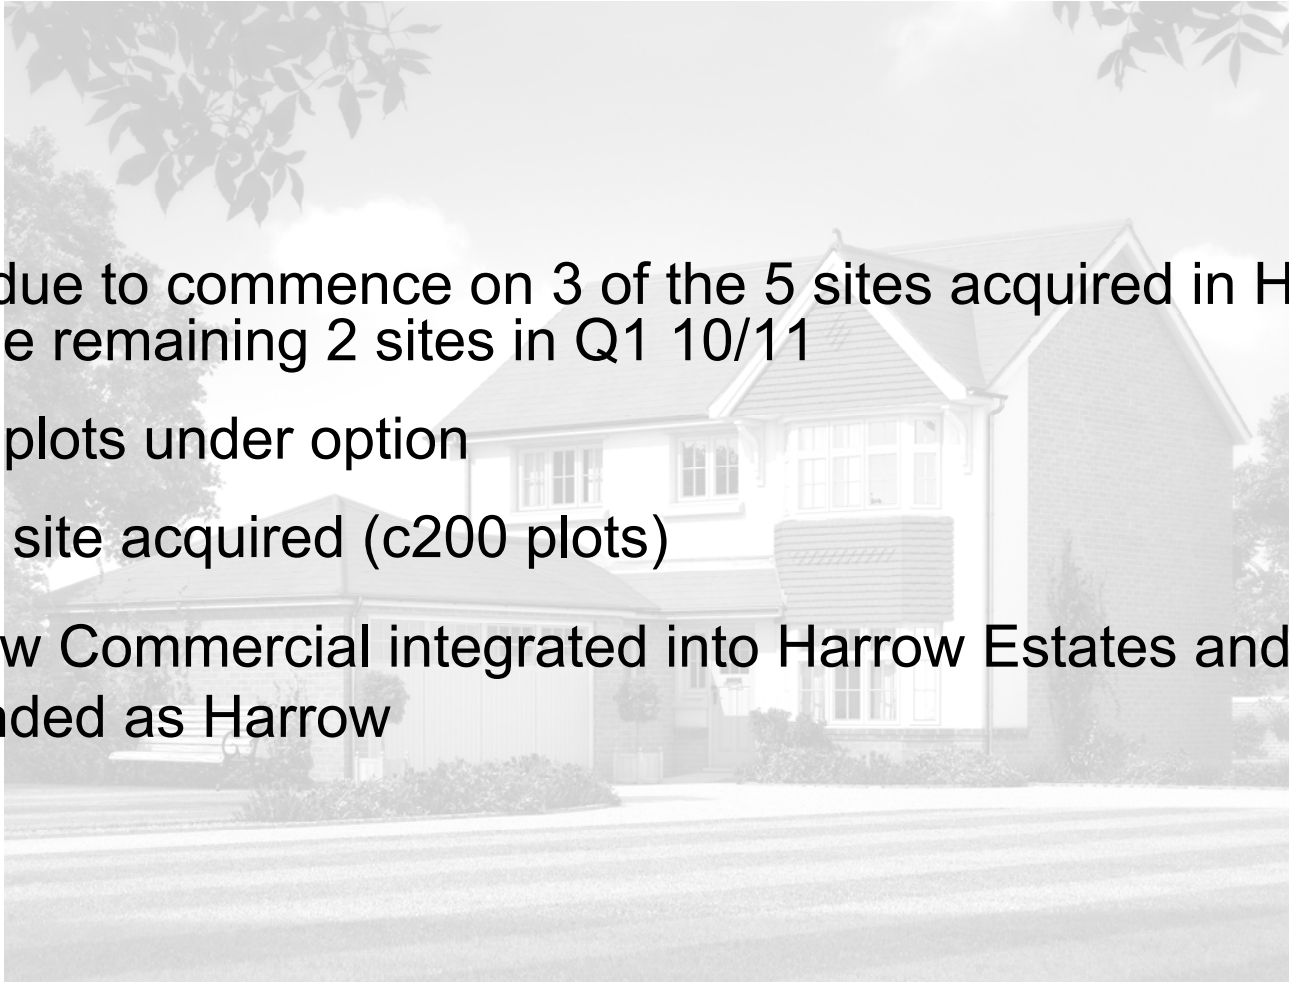 due to commence on 3 of the 5 sites acquired in H
e remaining 2 sites in Q1 10/11
plots under option
site acquired (c200 plots)
w Commercial integrated into Harrow Estates and
nded as Harrow